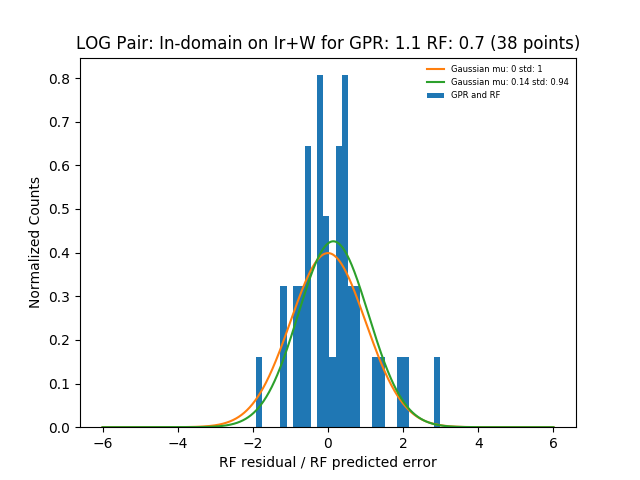 LOG Pair: In-domain on Ir+W for GPR: 1.1 RF: 0.7 (38 points)
Gaussian mu: 0 std: 1
Gaussian mu: 0.14 std: 0.94
GPR and RF
Normalized Counts
0.8
0.7
0.6
0.5
0.4
0.3
0.2
0.1
0.0
−6 −4 −2 0 2 4 6
RF residual / RF predicted error